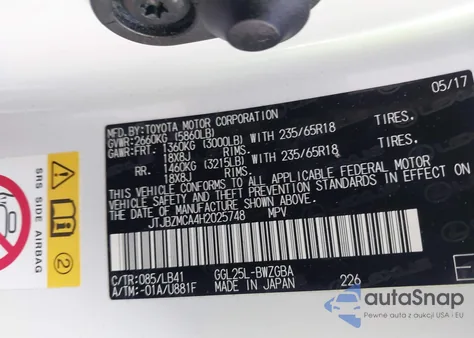 05/17
MFD.BY:TOYOTA MOTOR CORPORATION
GVWR:2660KG (5860LB)
GAWR:FRT. 1360KG (3000LB) WITH 235/65R18 TIRES
18X8J RIMS.
RR. 1460KG (3215LB) WITH 235/65R18 TIRES
18X8J RIMS.
THIS VEHICLE CONFORMS TO ALL APPLICABLE FEDERAL MOTOR
VEHICLE SAFETY AND THEFT PREVENTION STANDARDS IN EFFECT ON
THE DATE OF MANUFACTURE SHOWN ABOVE.
JTJBZMCA4H2025748 MPV
C/TR:085/LB41 GGL25L-BWZGBA
A/TM:-01A/U881F MADE IN JAPAN 226
SRS SIDE AIRBAG
2
autoSnap
Pewne auta z dostawą USA i EU